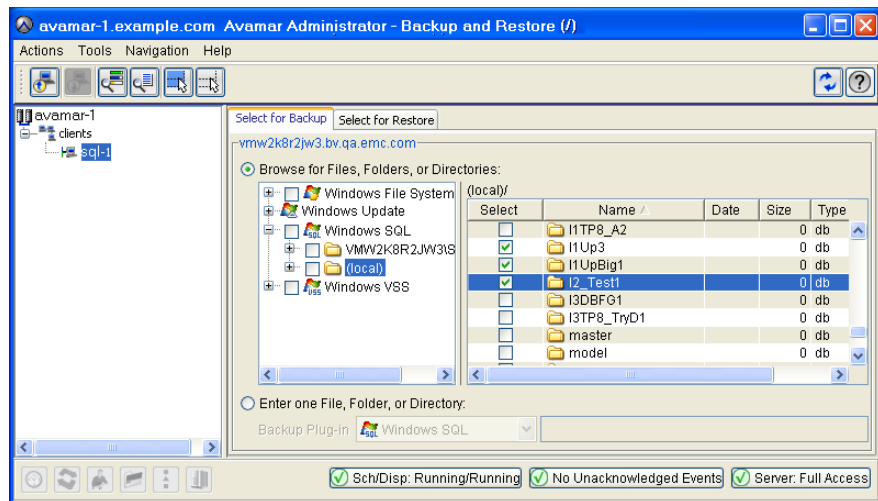 avamar-1.example.com Avamar Administrator - Backup and Restore (/)
Actions Tools Navigation Help
avamar-1
clients
sql-1
Select for Backup Select for Restore
vmw2k8r2jw3.bv.qa.emc.com
Browse for Files, Folders, or Directories:
Windows File System
Windows Update
Windows SQL
VMW2K8R2JW3\S
(local)
Windows VSS
(local)/
Select Name Date Size Type
I1TP8_A2 0 db
I1Up3 0 db
I1UpBig1 0 db
I2_Test1 0 db
I3DBFG1 0 db
I3TP8_TryD1 0 db
master 0 db
model 0 db
Enter one File, Folder, or Directory:
Backup Plug-in Windows SQL
Sch/Disp: Running/Running No Unacknowledged Events Server: Full Access